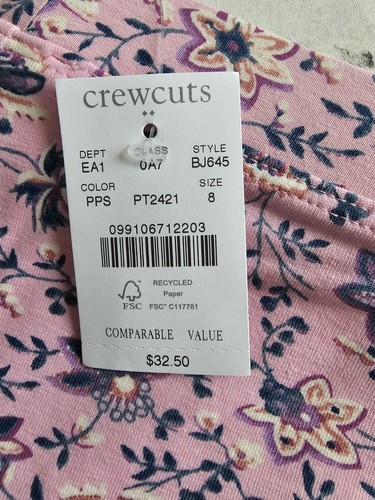 crewcuts
DEPT CLASS STYLE
EA1 0A7 BJ645
COLOR SIZE
PPS PT2421 8
099106712203
RECYCLED
Paper
FSC FSC® C117781
COMPARABLE VALUE
$32.50